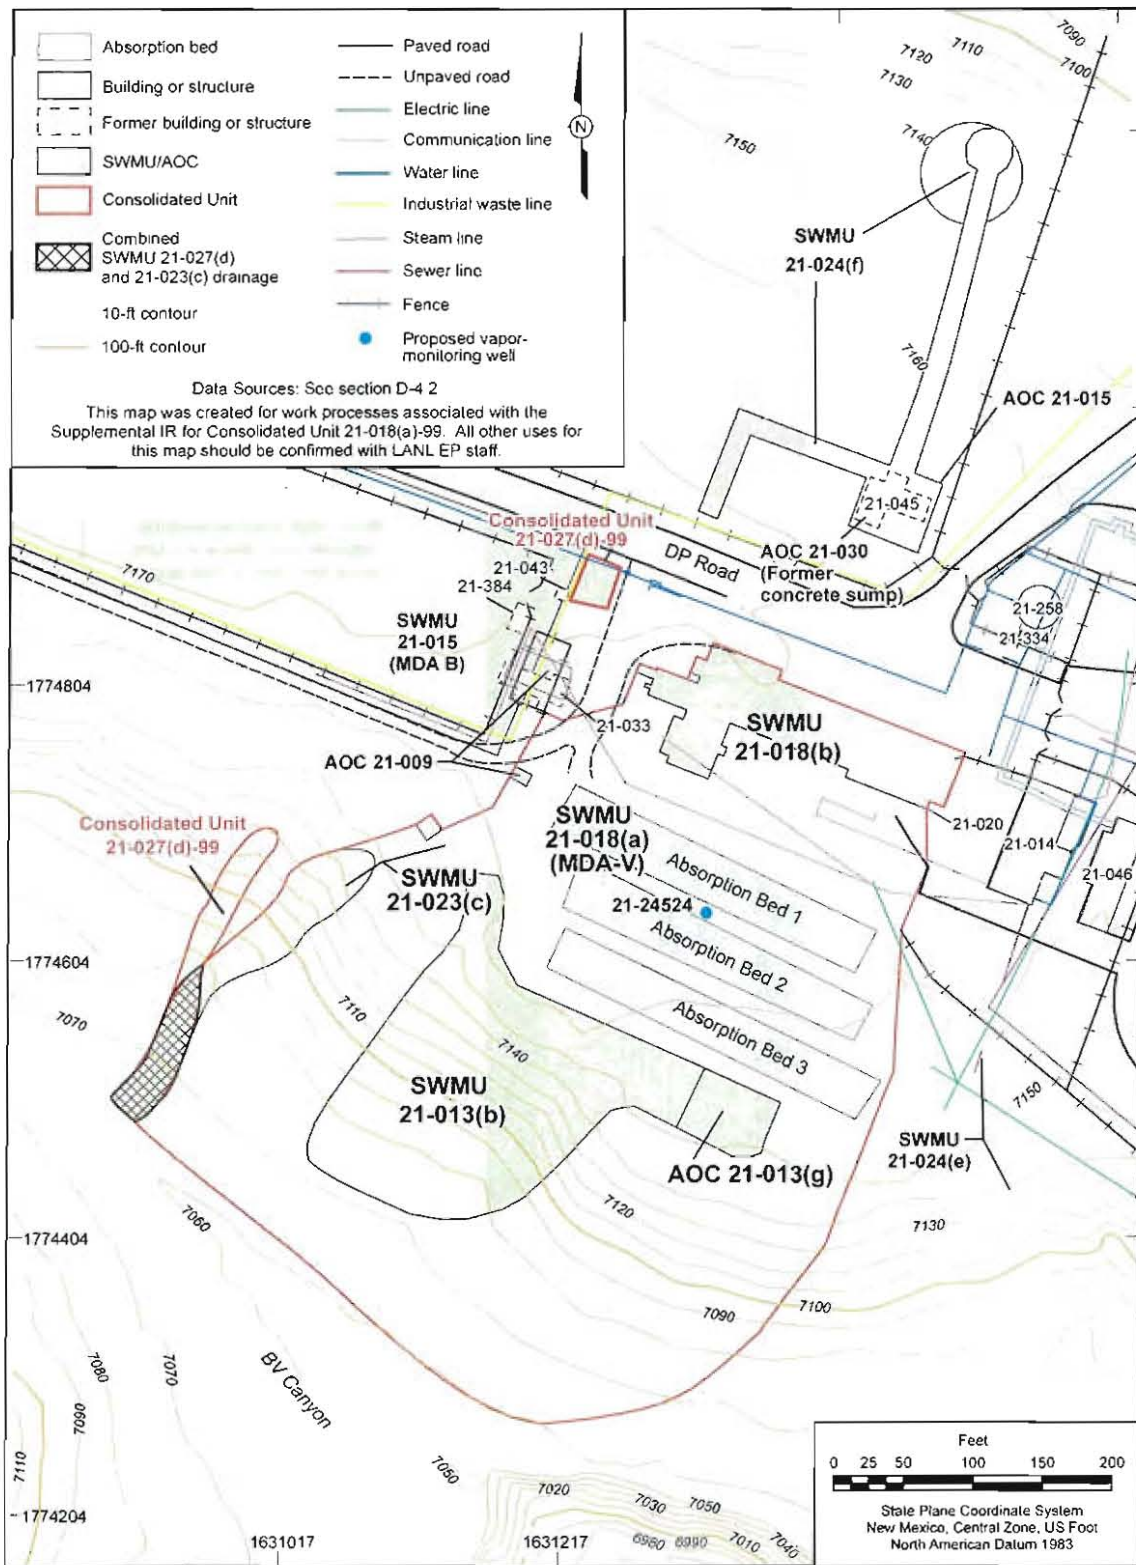 Absorption bed
Building or structure
Former building or structure
SWMU/AOC
Consolidated Unit
Combined
SWMU 21-027(d)
and 21-023(c) drainage
10-ft contour
100-ft contour
Paved road
Unpaved road
Electric line
Communication line
Water line
Industrial waste line
Steam line
Sewer line
Fence
Proposed vapor-
monitoring well
N
Data Sources: See section D-4 2
This map was created for work processes associated with the
Supplemental IR for Consolidated Unit 21-018(a)-99. All other uses for
this map should be confirmed with LANL EP staff.
7090
7100
7110
7120
7130
7140
7150
SWMU
21-024(f)
7160
AOC 21-015
21-045
AOC 21-030
(Former
concrete sump)
DP Road
Consolidated Unit
21-027(d)-99
21-043
21-384
7170
SWMU
21-015
(MDA B)
21-258
21-334
1774804
21-033
AOC 21-009
SWMU
21-018(b)
SWMU
21-018(a)
(MDA-V)
21-020
21-014
21-046
Consolidated Unit
21-027(d)-99
SWMU
21-023(c)
Absorption Bed 1
21-24524
Absorption Bed 2
Absorption Bed 3
1774604
7070
7110
7140
SWMU
21-013(b)
AOC 21-013(g)
7150
SWMU
21-024(e)
7120
7130
7060
1774404
7090
7100
BV Canyon
7080
7070
7090
7110
7050
7020
7030
7050
6980
6990
7010
7040
1774204
1631017
1631217
Feet
0 25 50 100 150 200
State Plane Coordinate System
New Mexico, Central Zone, US Foot
North American Datum 1983